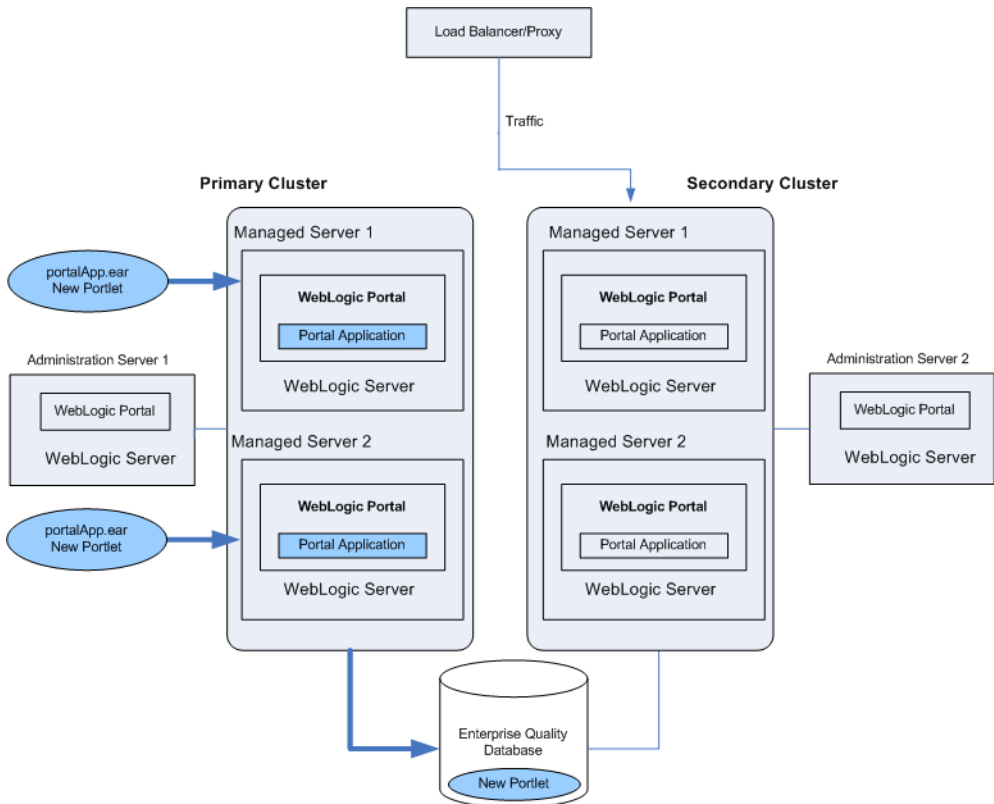 Load Balancer/Proxy
Traffic
Primary Cluster
Secondary Cluster
Managed Server 1
portalApp.ear
New Portlet
WebLogic Portal
Portal Application
WebLogic Server
Administration Server 1
WebLogic Portal
WebLogic Server
Managed Server 2
portalApp.ear
New Portlet
WebLogic Portal
Portal Application
WebLogic Server
Managed Server 1
WebLogic Portal
Portal Application
WebLogic Server
Managed Server 2
WebLogic Portal
Portal Application
WebLogic Server
Administration Server 2
WebLogic Portal
WebLogic Server
Enterprise Quality
Database
New Portlet